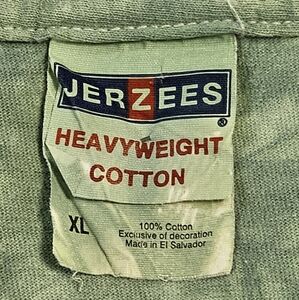 JERZEES
®
HEAVYWEIGHT
COTTON
XL
100% Cotton
Exclusive of decoration
Made in El Salvador